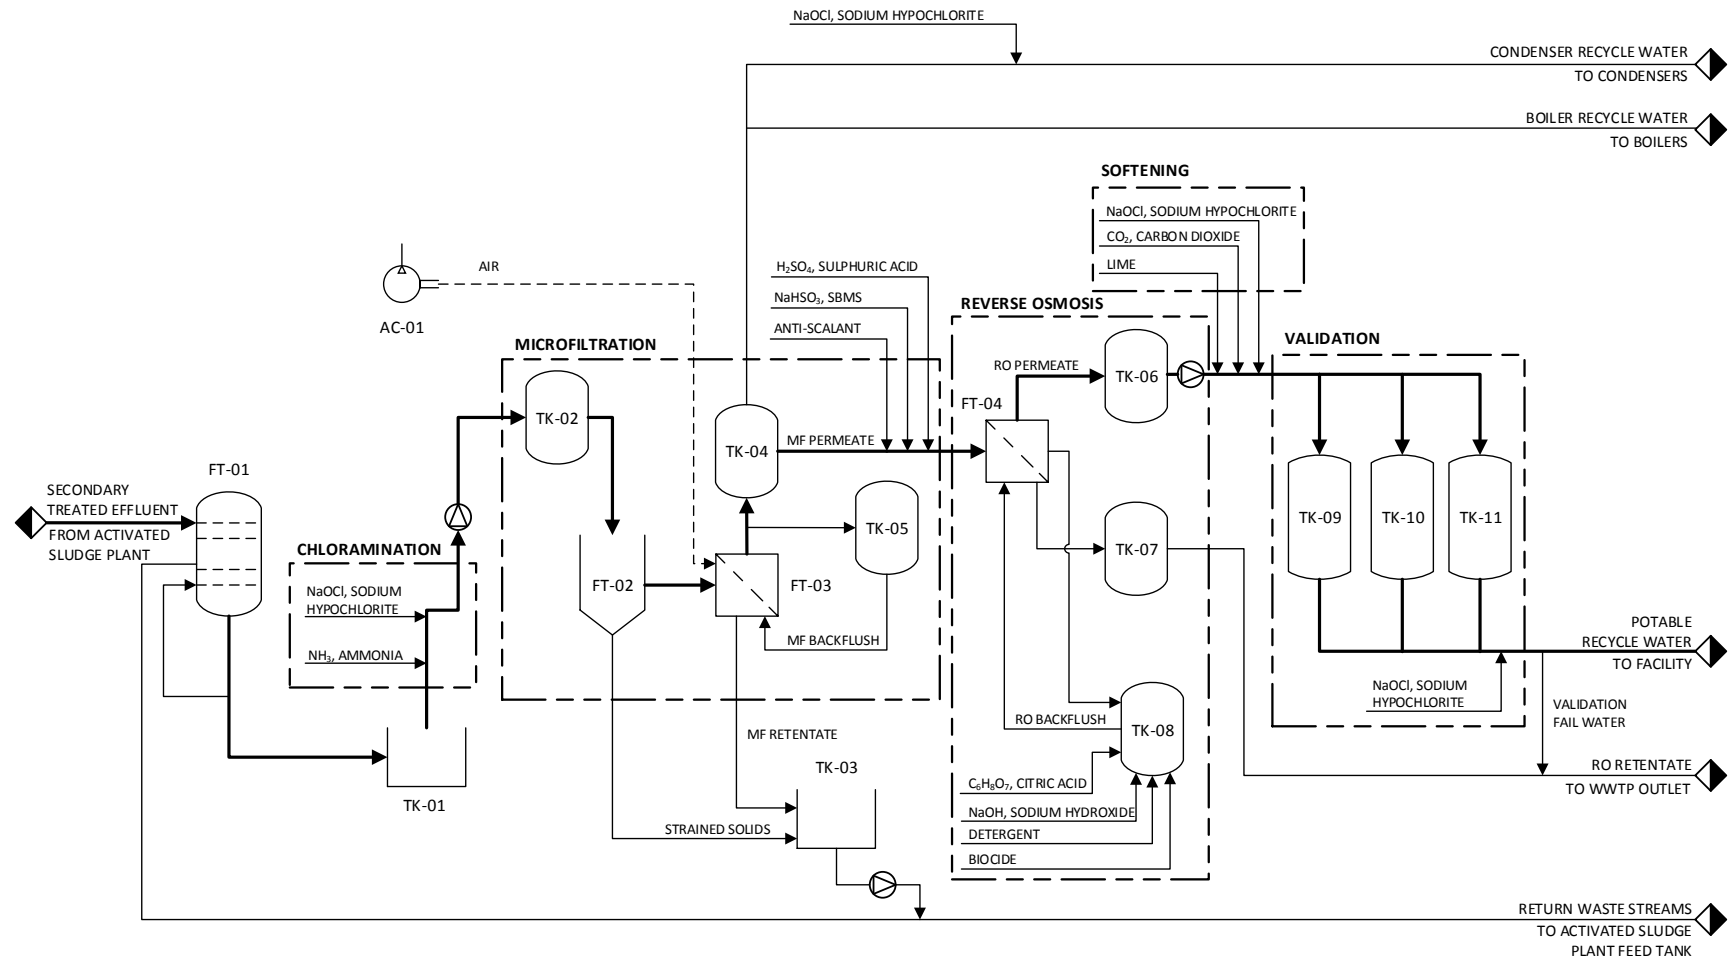 NaOCl, SODIUM HYPOCHLORITE
CONDENSER RECYCLE WATER
TO CONDENSERS
BOILER RECYCLE WATER
TO BOILERS
SOFTENING
NaOCl, SODIUM HYPOCHLORITE
CO₂, CARBON DIOXIDE
LIME
AIR
AC-01
H₂SO₄, SULPHURIC ACID
NaHSO₃, SBMS
ANTI-SCALANT
REVERSE OSMOSIS
MICROFILTRATION
VALIDATION
RO PERMEATE
TK-06
FT-04
TK-02
TK-04
MF PERMEATE
FT-01
SECONDARY
TREATED EFFLUENT
FROM ACTIVATED
SLUDGE PLANT
TK-05
TK-09
TK-10
TK-11
CHLORAMINATION
NaOCl, SODIUM
HYPOCHLORITE
NH₃, AMMONIA
FT-02
FT-03
MF BACKFLUSH
TK-07
POTABLE
RECYCLE WATER
TO FACILITY
NaOCl, SODIUM
HYPOCHLORITE
VALIDATION
FAIL WATER
RO BACKFLUSH
TK-08
MF RETENTATE
TK-03
TK-01
C₆H₈O₇, CITRIC ACID
NaOH, SODIUM HYDROXIDE
DETERGENT
BIOCIDE
STRAINED SOLIDS
RO RETENTATE
TO WWTP OUTLET
RETURN WASTE STREAMS
TO ACTIVATED SLUDGE
PLANT FEED TANK